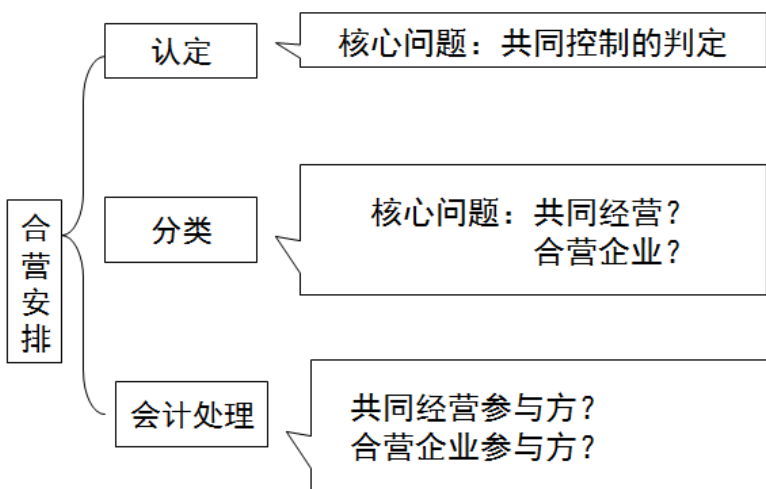 认定
核心问题：共同控制的判定
合营安排
分类
核心问题：共同经营？
合营企业？
会计处理
共同经营参与方？
合营企业参与方？